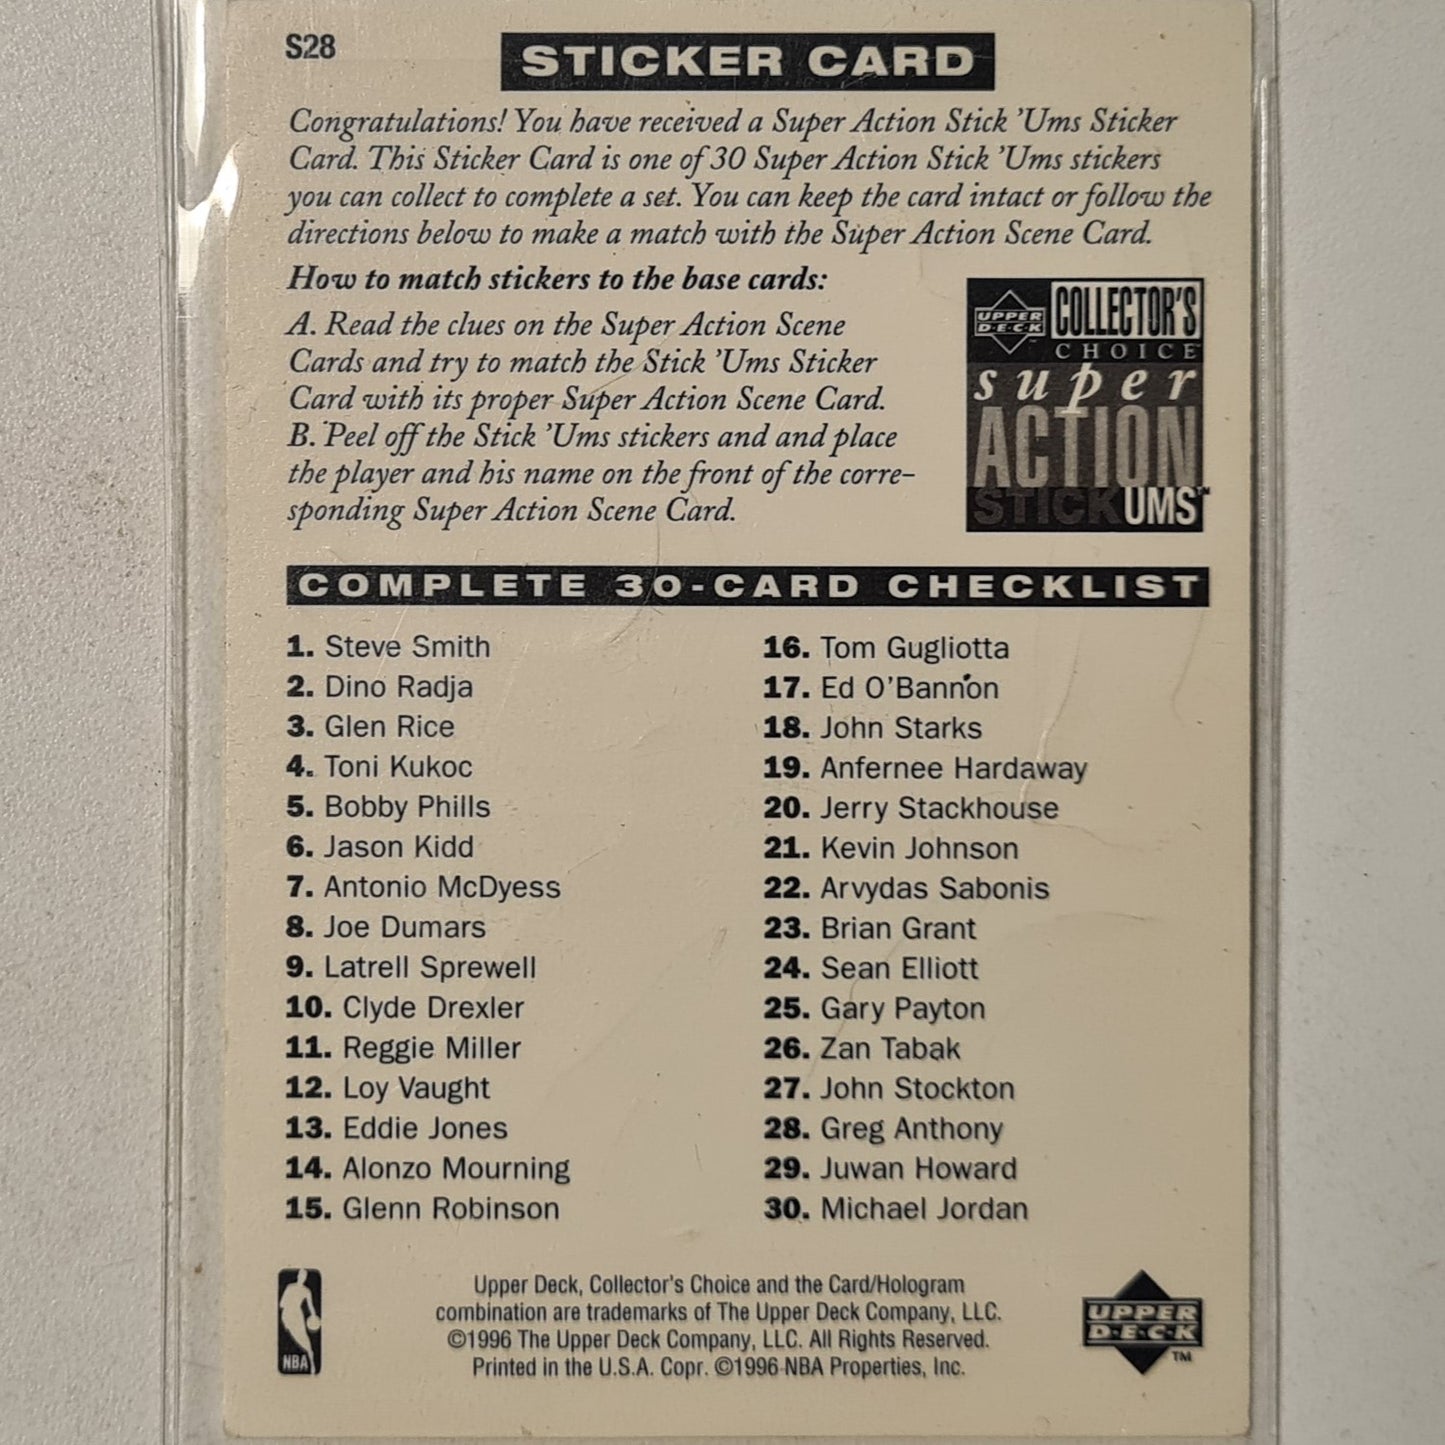 S28
STICKER CARD
Congratulations! You have received a Super Action Stick 'Ums Sticker
Card. This Sticker Card is one of 30 Super Action Stick 'Ums stickers
you can collect to complete a set. You can keep the card intact or follow the
directions below to make a match with the Super Action Scene Card.
How to match stickers to the base cards:
A. Read the clues on the Super Action Scene
Cards and try to match the Stick 'Ums Sticker
Card with its proper Super Action Scene Card.
B. Peel off the Stick 'Ums stickers and and place
the player and his name on the front of the corre-
sponding Super Action Scene Card.
UPPER
D·E·C·K
COLLECTOR'S
CHOICE
super
ACTION
STICKUMS™
COMPLETE 30-CARD CHECKLIST
1. Steve Smith
2. Dino Radja
3. Glen Rice
4. Toni Kukoc
5. Bobby Phills
6. Jason Kidd
7. Antonio McDyess
8. Joe Dumars
9. Latrell Sprewell
10. Clyde Drexler
11. Reggie Miller
12. Loy Vaught
13. Eddie Jones
14. Alonzo Mourning
15. Glenn Robinson
16. Tom Gugliotta
17. Ed O'Bannon
18. John Starks
19. Anfernee Hardaway
20. Jerry Stackhouse
21. Kevin Johnson
22. Arvydas Sabonis
23. Brian Grant
24. Sean Elliott
25. Gary Payton
26. Zan Tabak
27. John Stockton
28. Greg Anthony
29. Juwan Howard
30. Michael Jordan
NBA
Upper Deck, Collector's Choice and the Card/Hologram
combination are trademarks of The Upper Deck Company, LLC.
©1996 The Upper Deck Company, LLC. All Rights Reserved.
Printed in the U.S.A. Copr. ©1996 NBA Properties, Inc.
UPPER
D·E·C·K
™